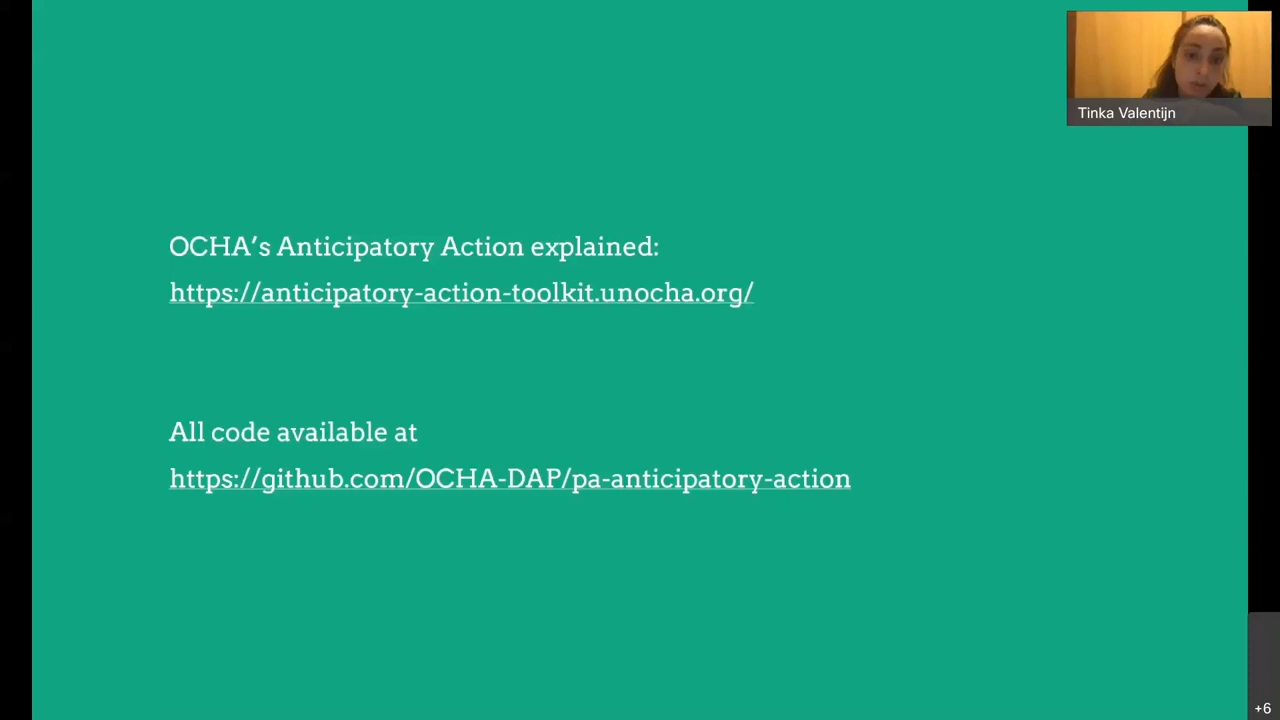 Tinka Valentijn
OCHA’s Anticipatory Action explained:
https://anticipatory-action-toolkit.unocha.org/
All code available at
https://github.com/OCHA-DAP/pa-anticipatory-action
+6